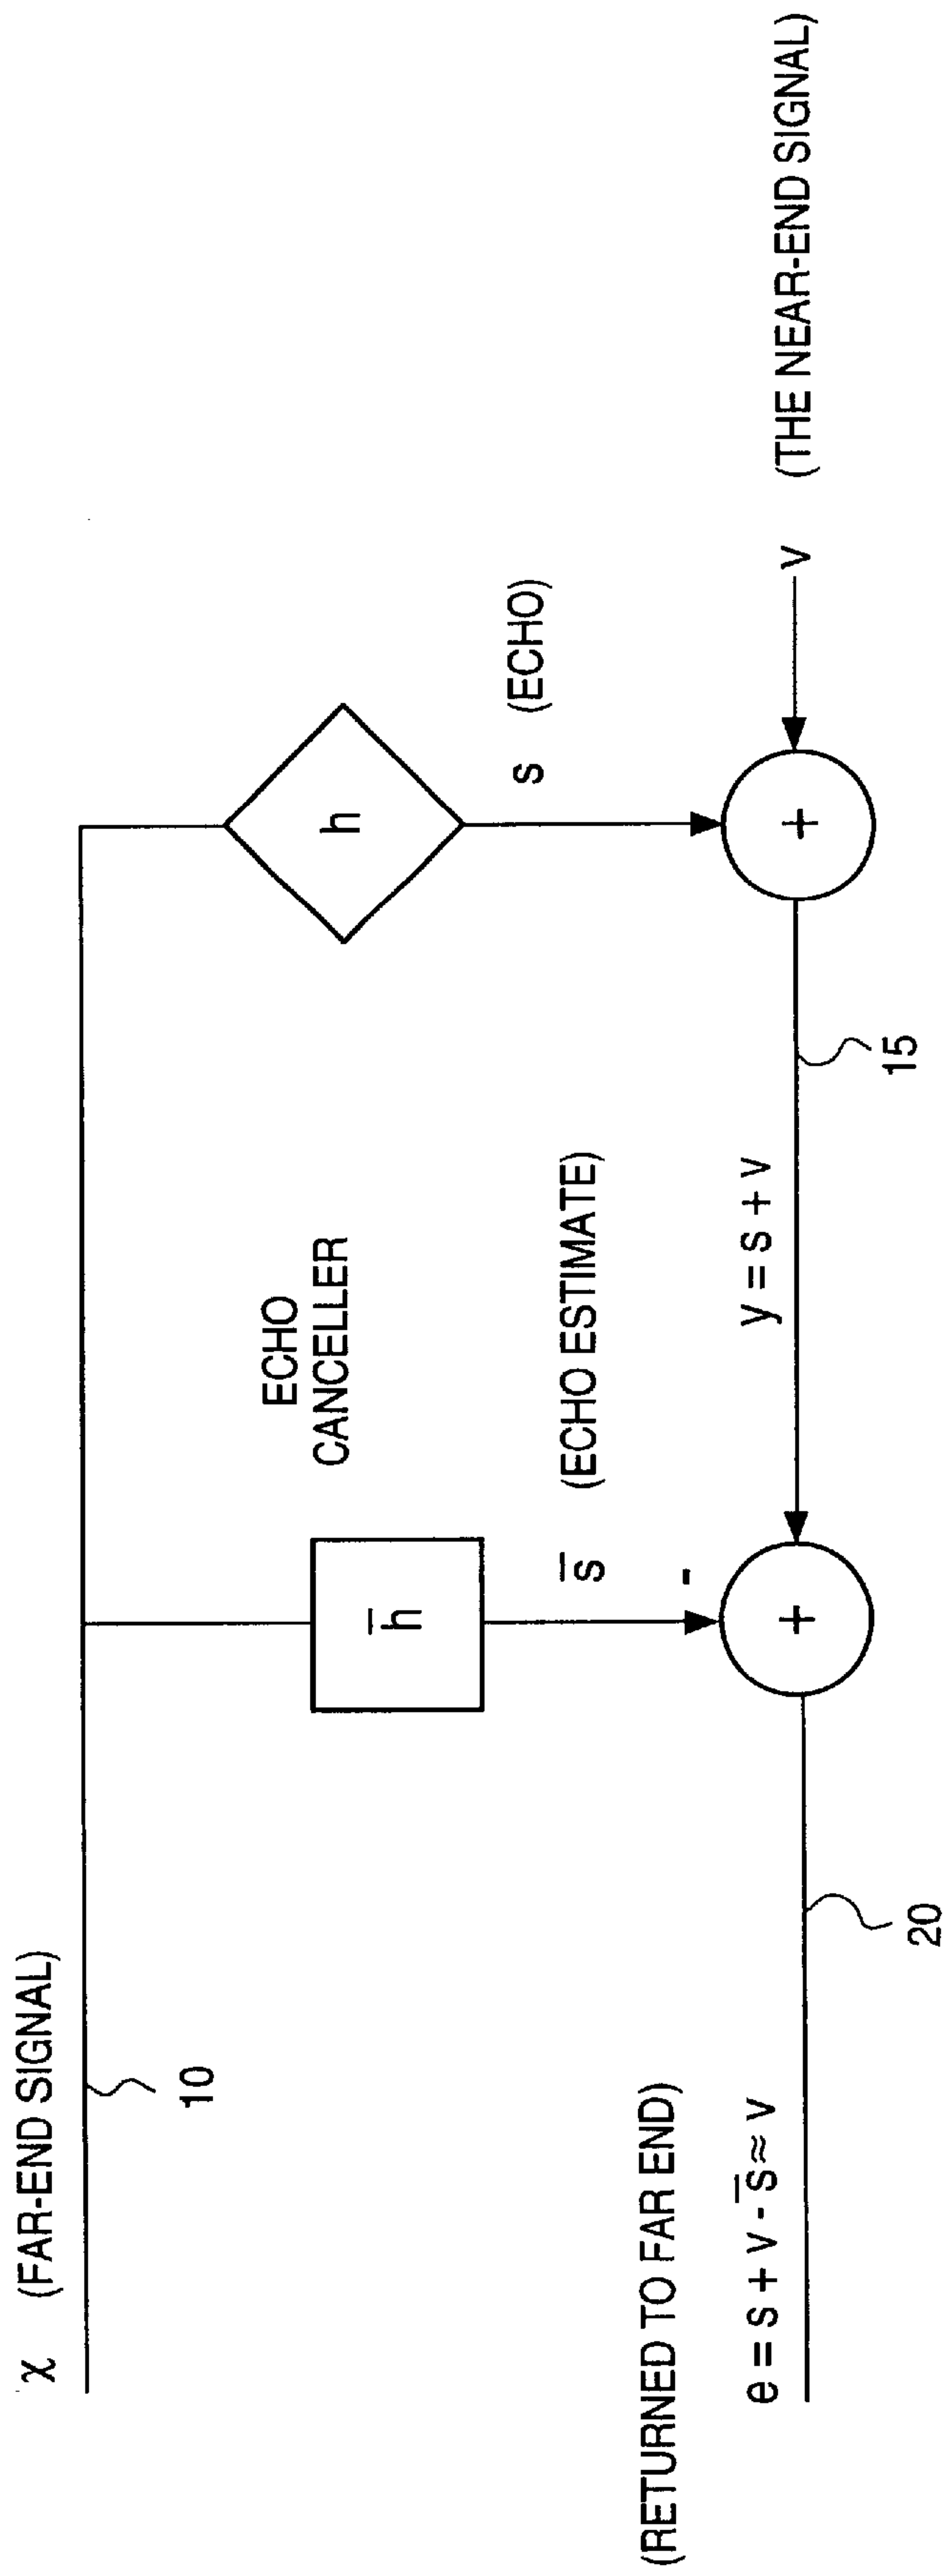 χ (FAR-END SIGNAL)
10
ECHO
CANCELLER
h̅
h
s̅ (ECHO ESTIMATE)
s (ECHO)
-
(RETURNED TO FAR END)
e = s + v - s̅ ≈ v
20
+
y = s + v
15
+
v (THE NEAR-END SIGNAL)